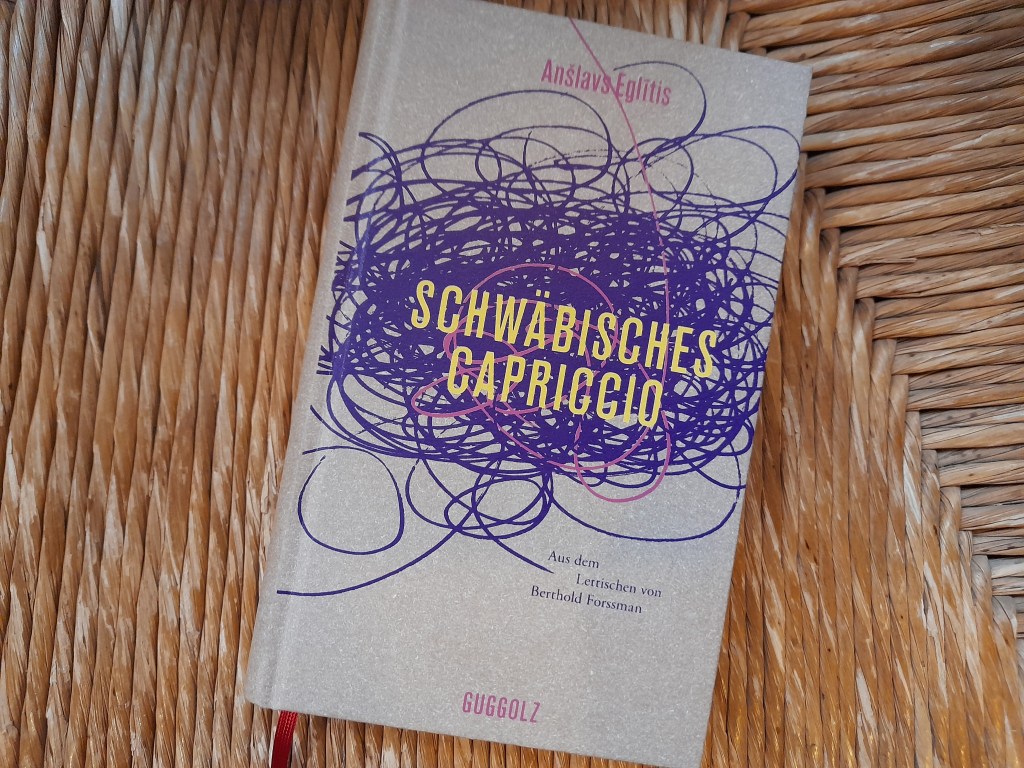 Anšlavs Eglītis
SCHWÄBISCHES
CAPRICCIO
Aus dem
Lettischen von
Berthold Forssman
GUGGOLZ